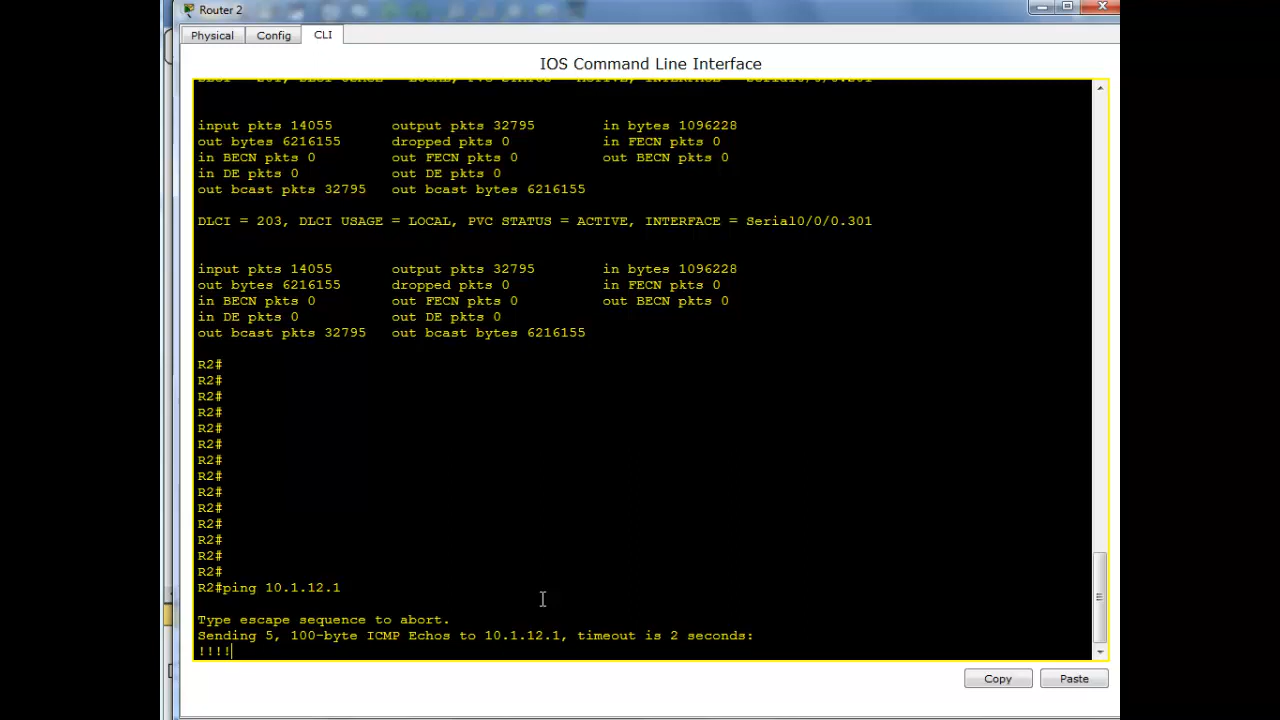 Router 2
Physical Config CLI
IOS Command Line Interface
input pkts 14055 output pkts 32795 in bytes 1096228
out bytes 6216155 dropped pkts 0 in FECN pkts 0
in BECN pkts 0 out FECN pkts 0 out BECN pkts 0
in DE pkts 0 out DE pkts 0
out bcast pkts 32795 out bcast bytes 6216155
DLCI = 203, DLCI USAGE = LOCAL, PVC STATUS = ACTIVE, INTERFACE = Serial0/0/0.301
input pkts 14055 output pkts 32795 in bytes 1096228
out bytes 6216155 dropped pkts 0 in FECN pkts 0
in BECN pkts 0 out FECN pkts 0 out BECN pkts 0
in DE pkts 0 out DE pkts 0
out bcast pkts 32795 out bcast bytes 6216155
R2#
R2#
R2#
R2#
R2#
R2#
R2#
R2#
R2#
R2#
R2#
R2#
R2#
R2#
R2#ping 10.1.12.1
Type escape sequence to abort.
Sending 5, 100-byte ICMP Echos to 10.1.12.1, timeout is 2 seconds:
!!!!
Copy Paste